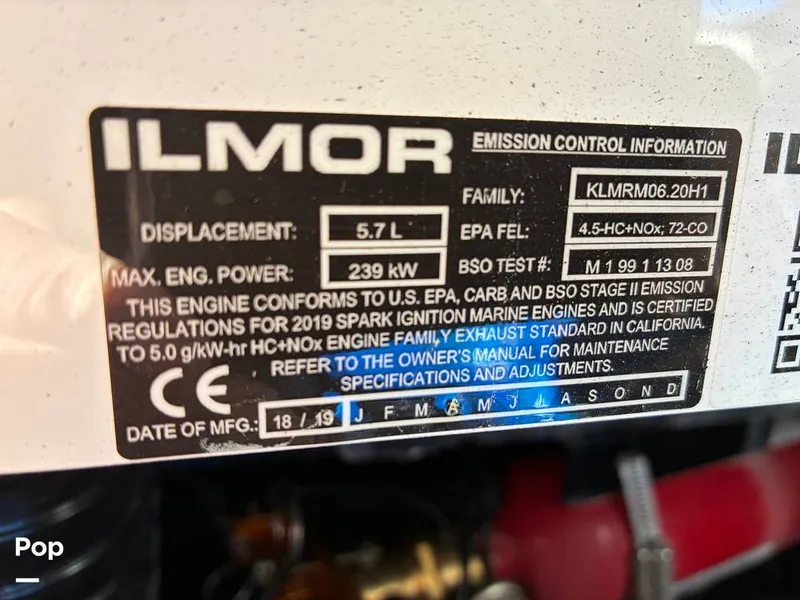 ILMOR
EMISSION CONTROL INFORMATION
FAMILY: KLMRM06.20H1
DISPLACEMENT: 5.7 L
EPA FEL: 4.5-HC+NOx; 72-CO
MAX. ENG. POWER: 239 kW
BSO TEST#: M 1 99 1 13 08
THIS ENGINE CONFORMS TO U.S. EPA, CARB AND BSO STAGE II EMISSION
REGULATIONS FOR 2019 SPARK IGNITION MARINE ENGINES AND IS CERTIFIED
TO 5.0 g/kW-hr HC+NOx ENGINE FAMILY EXHAUST STANDARD IN CALIFORNIA.
REFER TO THE OWNER'S MANUAL FOR MAINTENANCE
SPECIFICATIONS AND ADJUSTMENTS.
CE
DATE OF MFG.: 18 / 19 J F M A M J J A S O N D
Pop